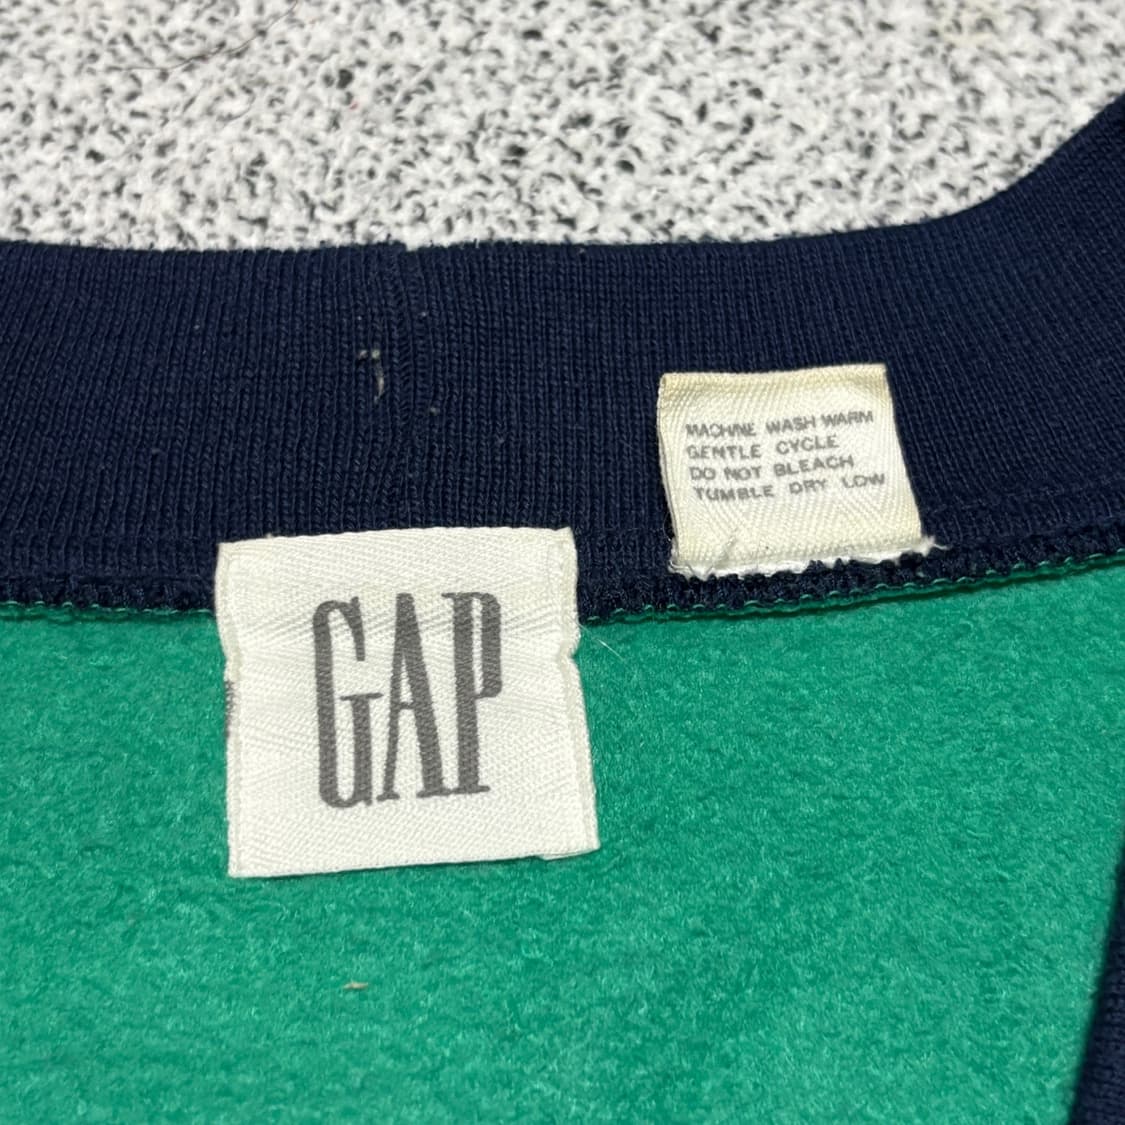 GAP
MACHINE WASH WARM
GENTLE CYCLE
DO NOT BLEACH
TUMBLE DRY LOW